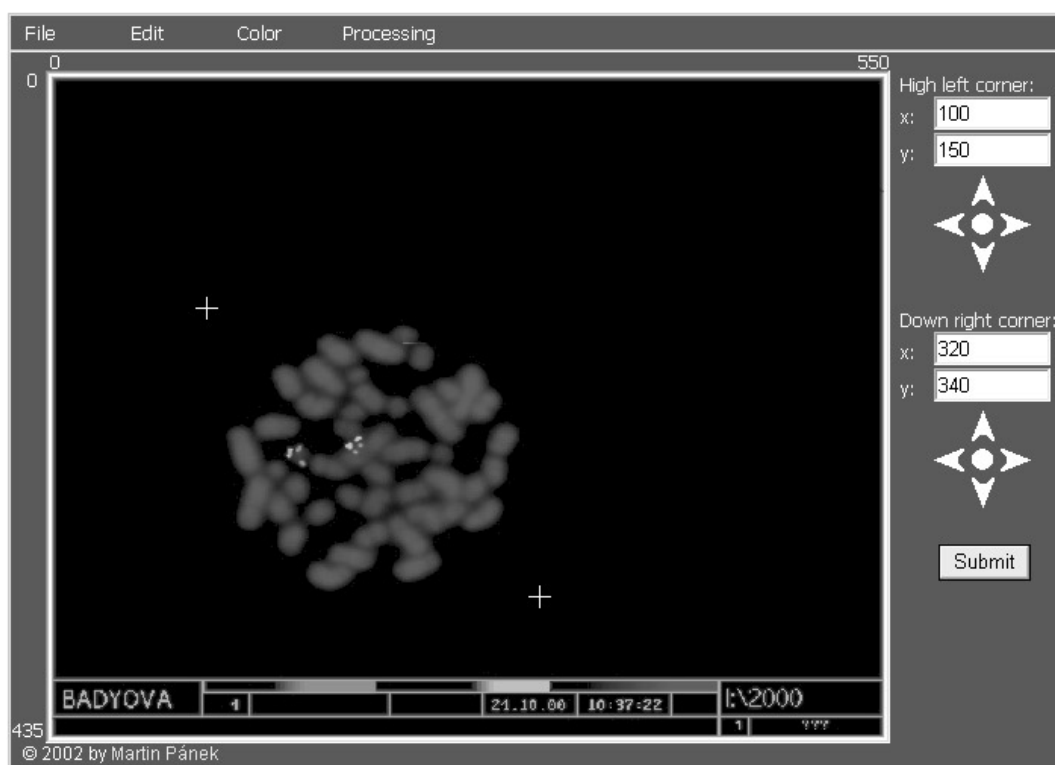 File Edit Color Processing
0 550
0
High left corner:
x: 100
y: 150
Down right corner:
x: 320
y: 340
Submit
BADYOVA 1 21.10.00 10:37:22 I:\2000
1 ???
435
© 2002 by Martin Pánek